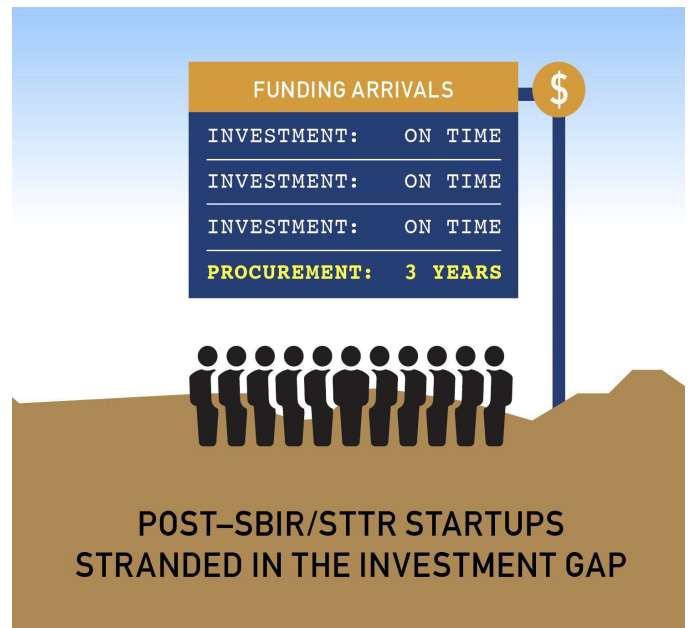 FUNDING ARRIVALS
$
INVESTMENT: ON TIME
INVESTMENT: ON TIME
INVESTMENT: ON TIME
PROCUREMENT: 3 YEARS
POST–SBIR/STTR STARTUPS
STRANDED IN THE INVESTMENT GAP